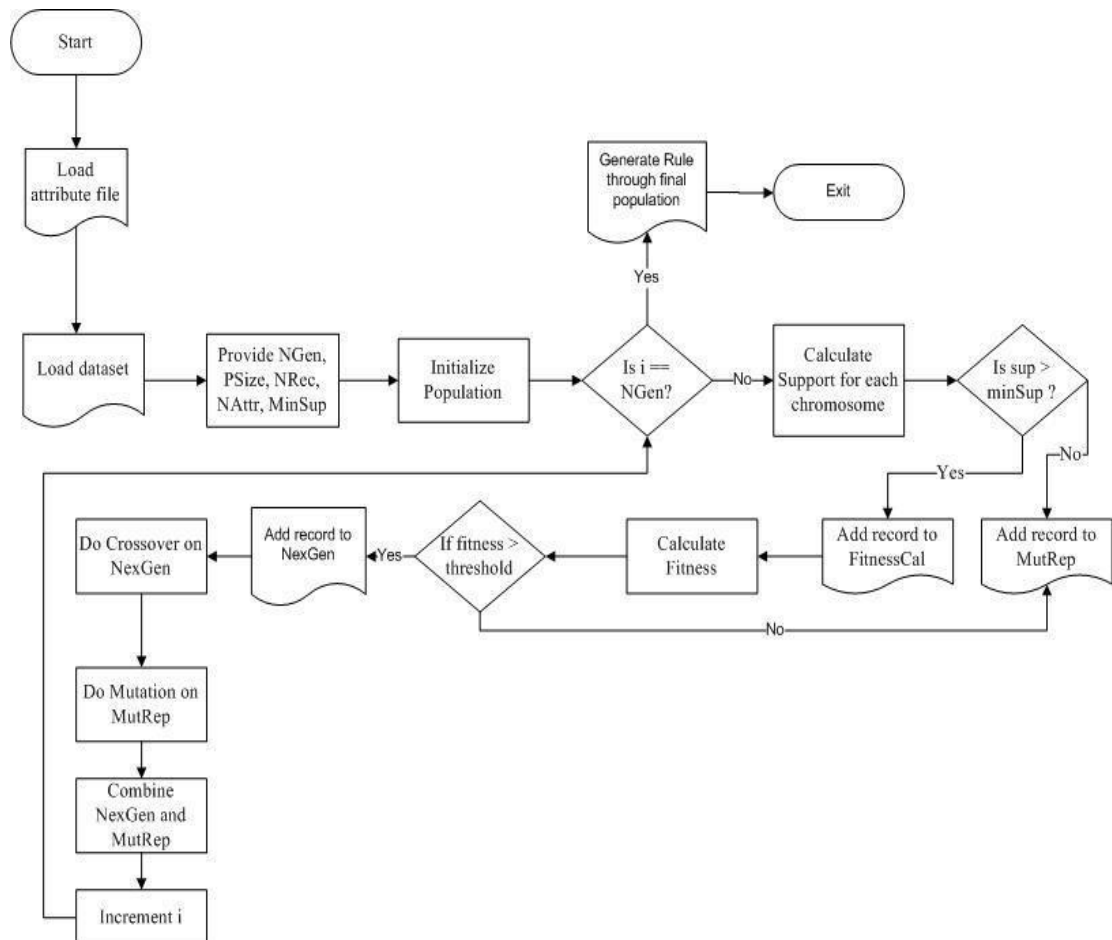 Start
Load
attribute file
Generate Rule
through final
population
Exit
Yes
Load dataset
Provide NGen,
PSize, NRec,
NAttr, MinSup
Initialize
Population
Is i ==
NGen?
No
Calculate
Support for each
chromosome
Is sup >
minSup ?
Yes
No
Do Crossover on
NexGen
Add record to
NexGen
Yes
If fitness >
threshold
Calculate
Fitness
Add record to
FitnessCal
Add record to
MutRep
No
Do Mutation on
MutRep
Combine
NexGen and
MutRep
Increment i